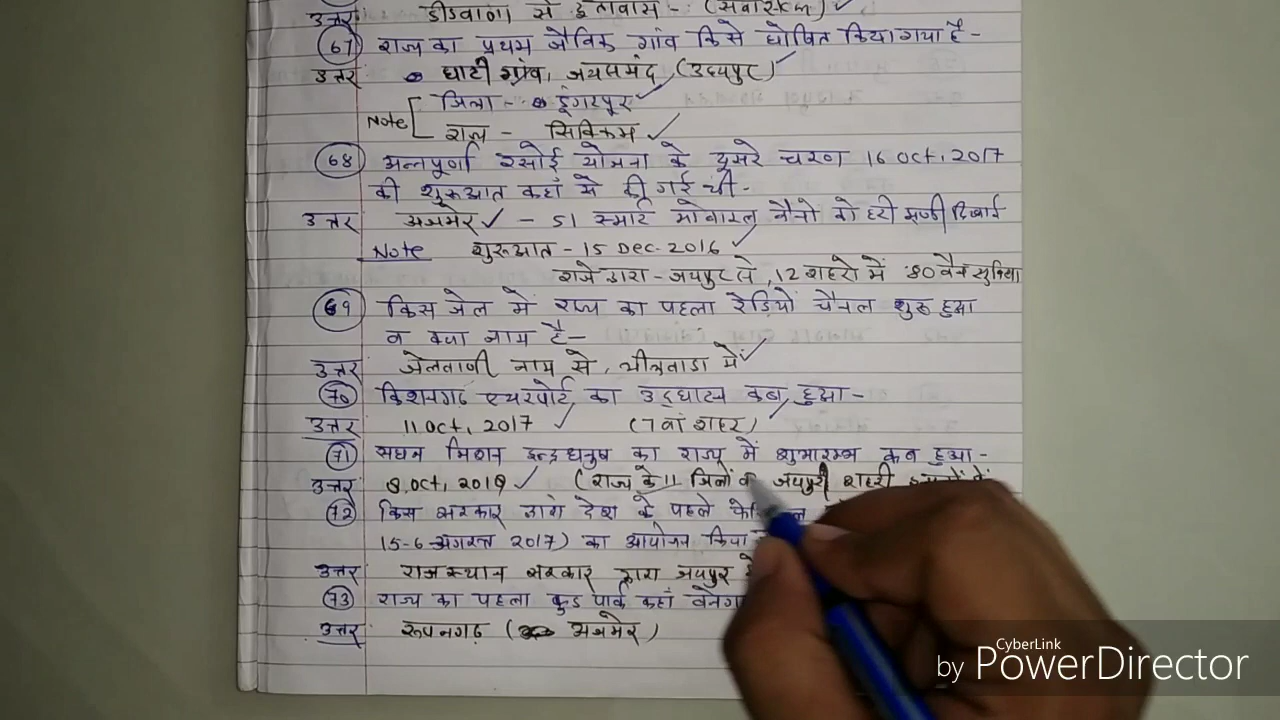 उत्तर डीडवाना से
67 राज्य का प्रथम जैविक गांव किसे घोषित किया गया है -
उत्तर घाटी गांव, जयसमंद (उदयपुर)
जिला - डूंगरपूर
Note राज्य - सिक्किम
68 अन्नपूर्णा रसोई योजना के दूसरे चरण 16 Oct, 2017
की शुरूआत कहां से की गई थी -
उत्तर अजमेर - 51 स्मार्ट मोबाइल वैनो को हरी झण्डी दिखाई
Note शुरूआत - 15 Dec. 2016
राजे द्वारा - जयपुर से, 12 शहरो में 80 वैन सुविधा
69 किस जेल में राज्य का पहला रेडियों चैनल शुरू हुआ
व क्या नाम है -
उत्तर जेलवाणी नाम से, भीलवाडा में
70 किशनगढ़ एयरपोर्ट का उद्घाटन कब हुआ -
उत्तर 11 Oct, 2017 (7 वां शहर)
71 सघन मिशन इन्द्रधनुष का राज्य में शुभारम्भ कब हुआ -
उत्तर 8, Oct, (राज्य के 11 जिलों व जयपुर शहरी
72 किस सरकार द्वारा देश के पहले
15-6 अगस्त 2017) का आयोजन किया
उत्तर राजस्थान सरकार द्वारा जयपुर
73 राज्य का पहला फुड पार्क कहां बनेगा
उत्तर रूपनगढ़ (अजमेर)
CyberLink
by PowerDirector